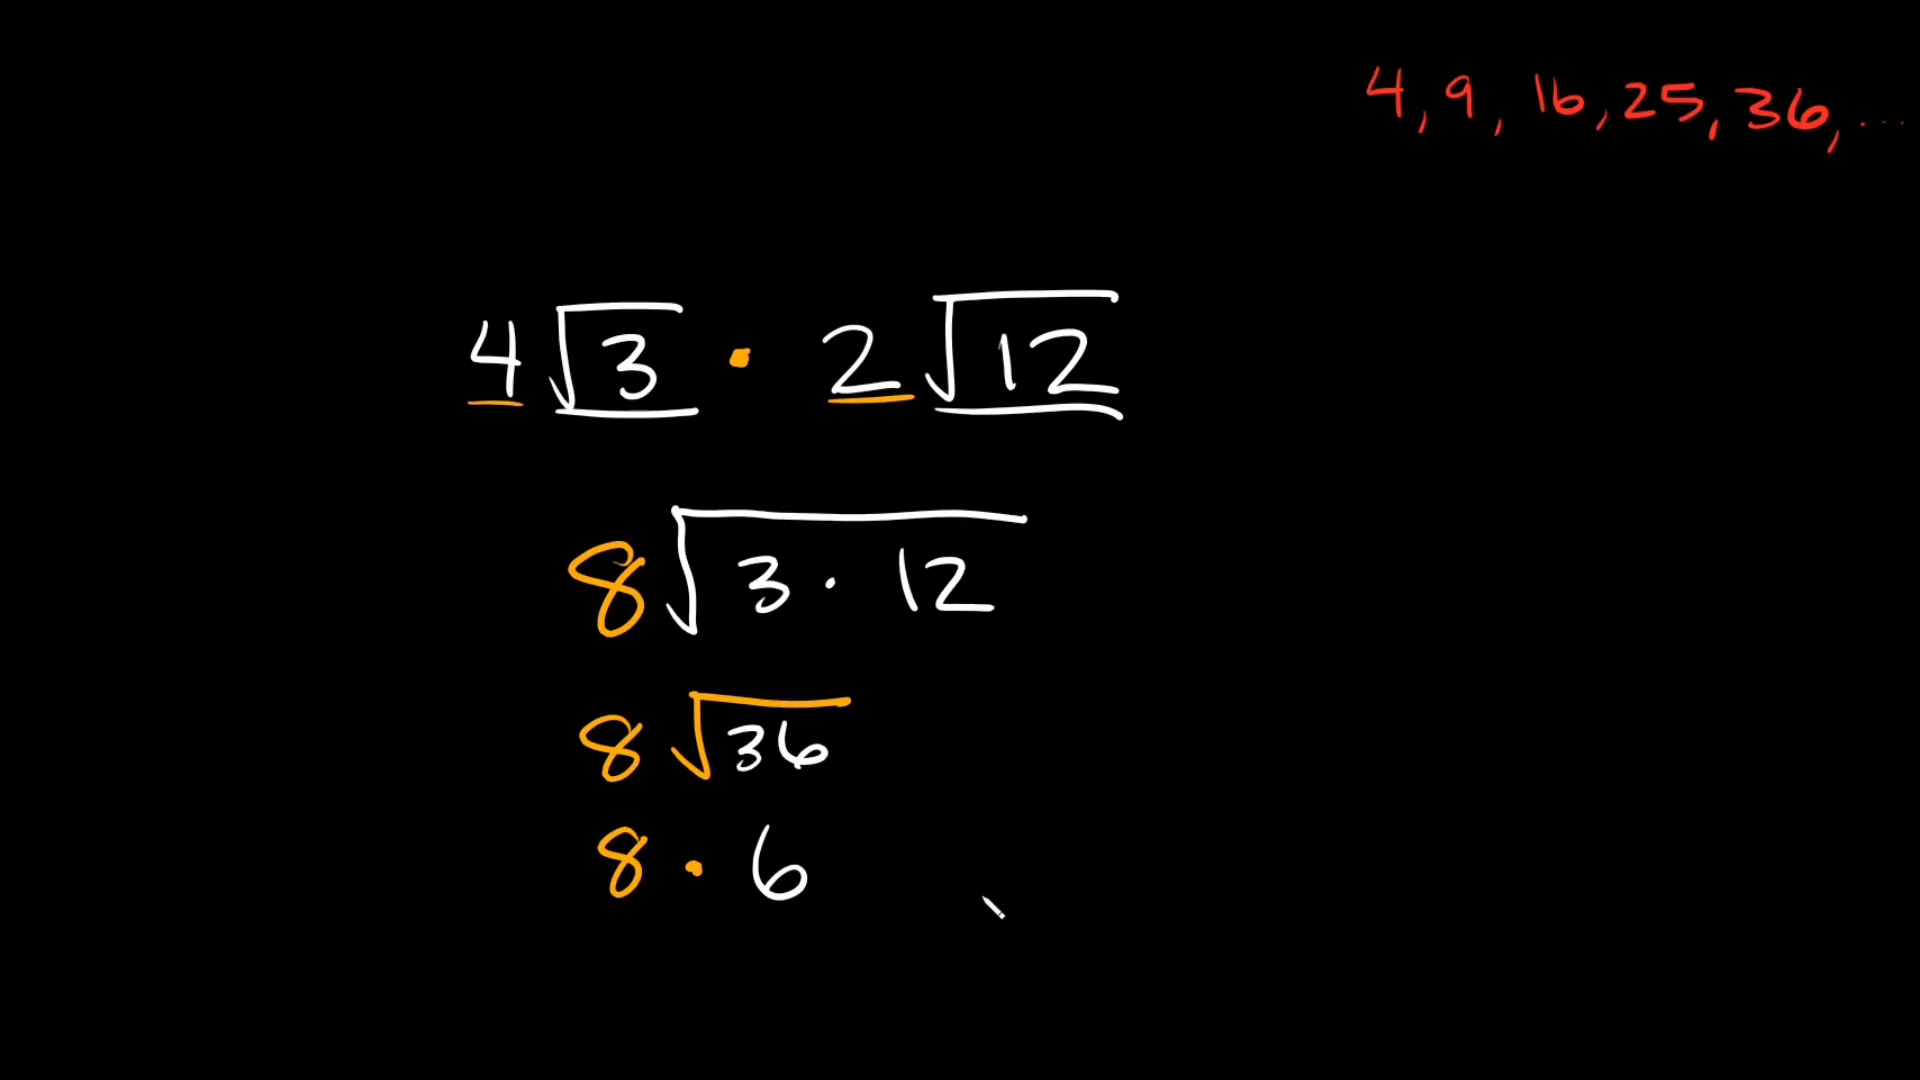 4, 9, 16, 25, 36, ...
4√3 · 2√12
8√3 · 12
8√36
8 · 6